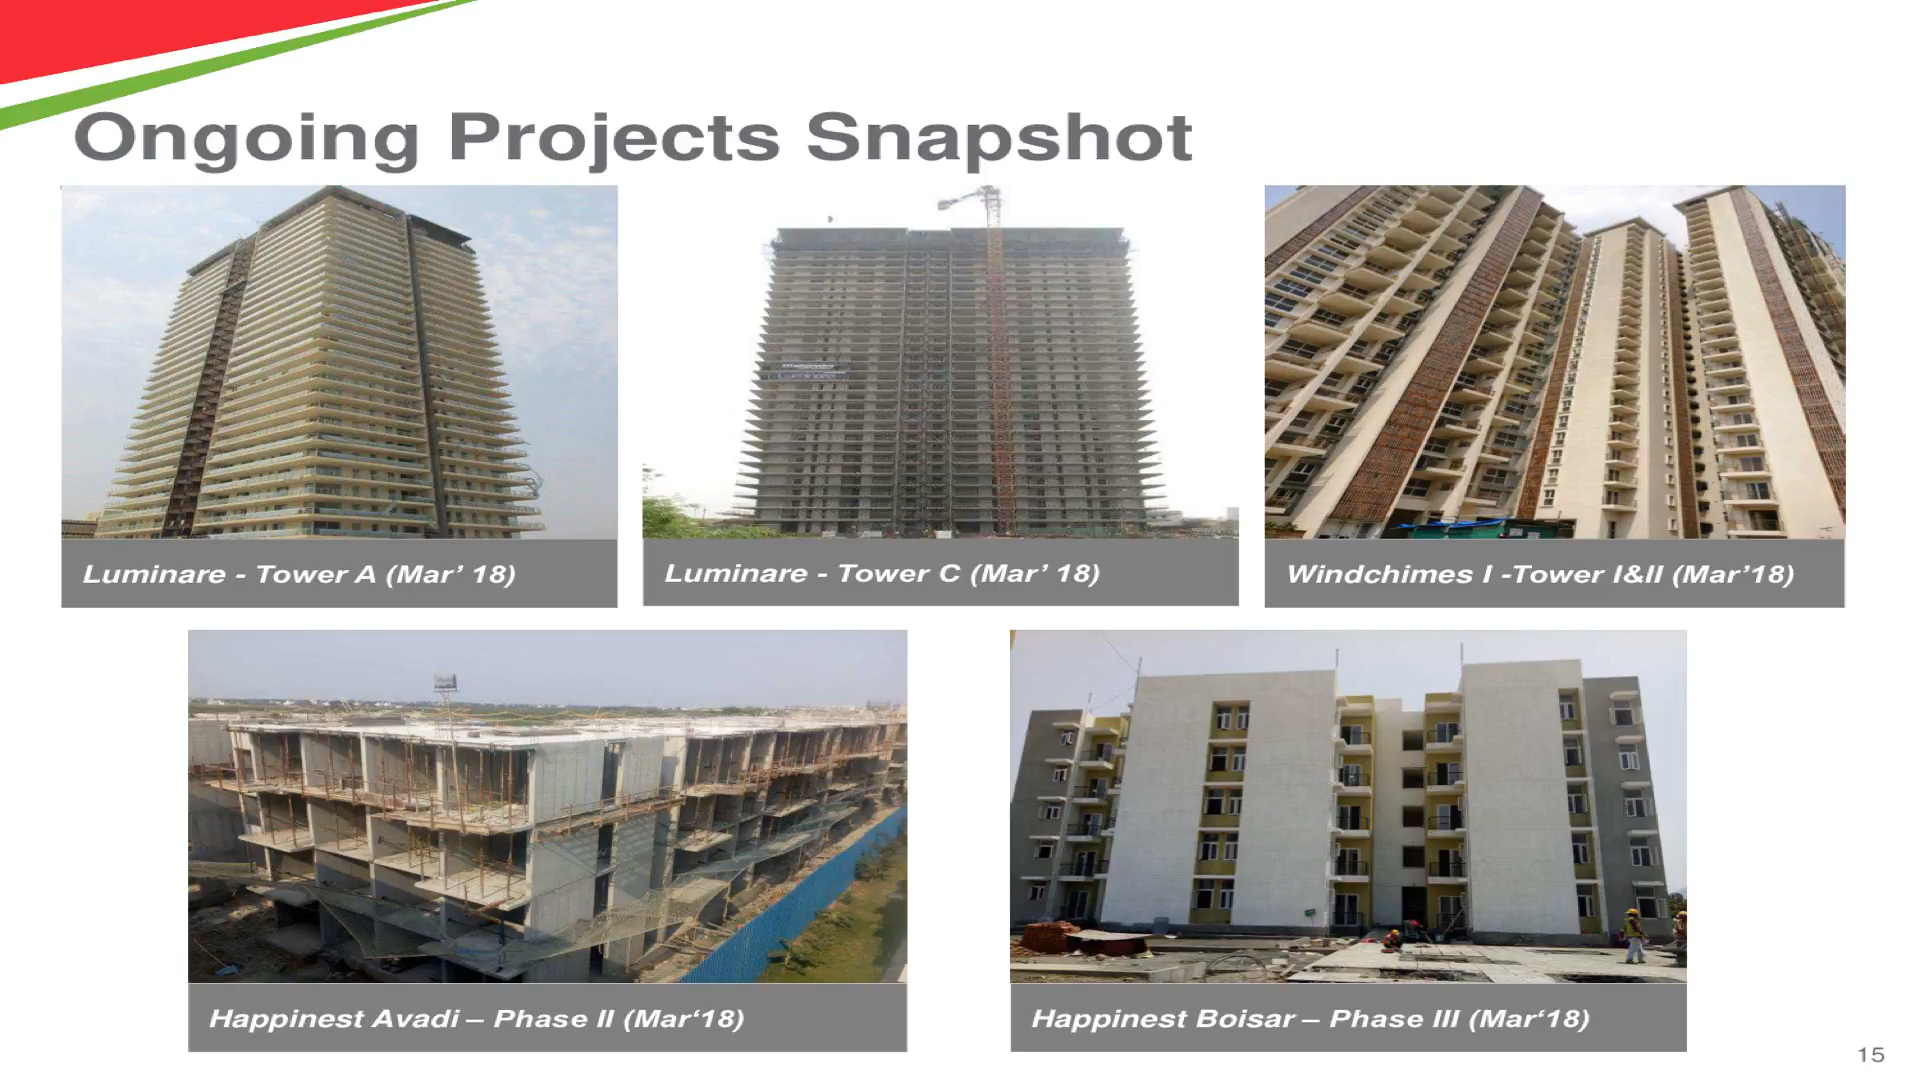 Ongoing Projects Snapshot
Luminare - Tower A (Mar’ 18)
Luminare - Tower C (Mar’ 18)
Windchimes I -Tower I&II (Mar’18)
Happinest Avadi – Phase II (Mar‘18)
Happinest Boisar – Phase III (Mar‘18)
15